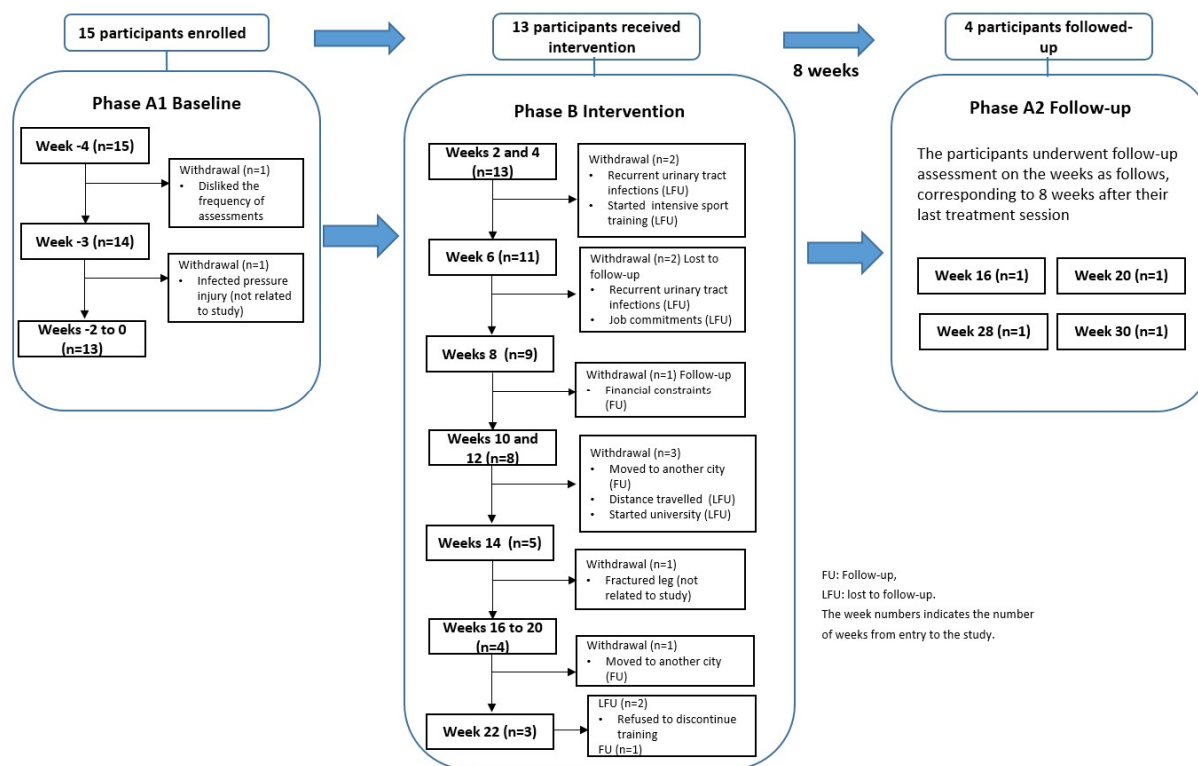 15 participants enrolled
13 participants received
intervention
8 weeks
4 participants followed-
up
Phase A1 Baseline
Week -4 (n=15)
Withdrawal (n=1)
• Disliked the
frequency of
assessments
Week -3 (n=14)
Withdrawal (n=1)
• Infected pressure
injury (not related
to study)
Weeks -2 to 0
(n=13)
Phase B Intervention
Weeks 2 and 4
(n=13)
Withdrawal (n=2)
• Recurrent urinary tract
infections (LFU)
• Started intensive sport
training (LFU)
Week 6 (n=11)
Withdrawal (n=2) Lost to
follow-up
• Recurrent urinary tract
infections (LFU)
• Job commitments (LFU)
Weeks 8 (n=9)
Withdrawal (n=1) Follow-up
• Financial constraints
(FU)
Weeks 10 and
12 (n=8)
Withdrawal (n=3)
• Moved to another city
(FU)
• Distance travelled (LFU)
• Started university (LFU)
Weeks 14 (n=5)
Withdrawal (n=1)
• Fractured leg (not
related to study)
Weeks 16 to 20
(n=4)
Withdrawal (n=1)
• Moved to another city
(FU)
Week 22 (n=3)
LFU (n=2)
• Refused to discontinue
training
FU (n=1)
Phase A2 Follow-up
The participants underwent follow-up
assessment on the weeks as follows,
corresponding to 8 weeks after their
last treatment session
Week 16 (n=1)
Week 20 (n=1)
Week 28 (n=1)
Week 30 (n=1)
FU: Follow-up,
LFU: lost to follow-up.
The week numbers indicates the number
of weeks from entry to the study.